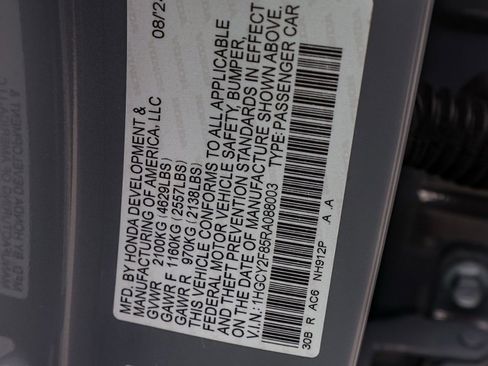 08/24
MFD. BY HONDA DEVELOPMENT &
MANUFACTURING OF AMERICA, LLC
GVWR 2100KG (4629LBS)
GAWR F 1160KG (2557LBS)
GAWR R 970KG (2138LBS)
THIS VEHICLE CONFORMS TO ALL APPLICABLE
FEDERAL MOTOR VEHICLE SAFETY, BUMPER,
AND THEFT PREVENTION STANDARDS IN EFFECT
ON THE DATE OF MANUFACTURE SHOWN ABOVE.
V.I.N.: 1HGCY2F85RA088003 TYPE: PASSENGER CAR
30B R AC6 NH912P A .A